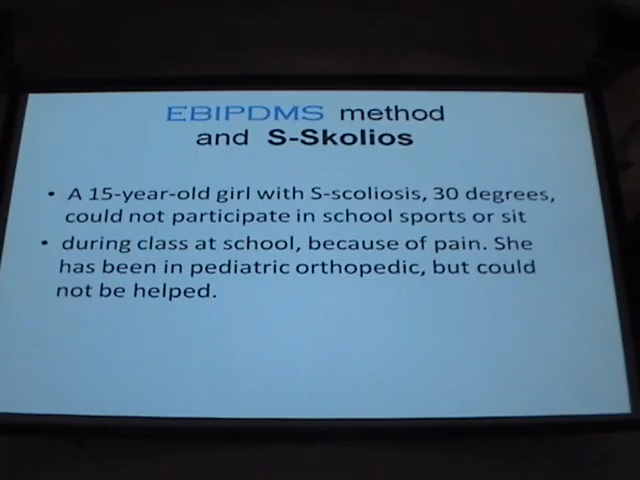 EBIPDMS method
and S-Skolios
• A 15-year-old girl with S-scoliosis, 30 degrees,
could not participate in school sports or sit
• during class at school, because of pain. She
has been in pediatric orthopedic, but could
not be helped.